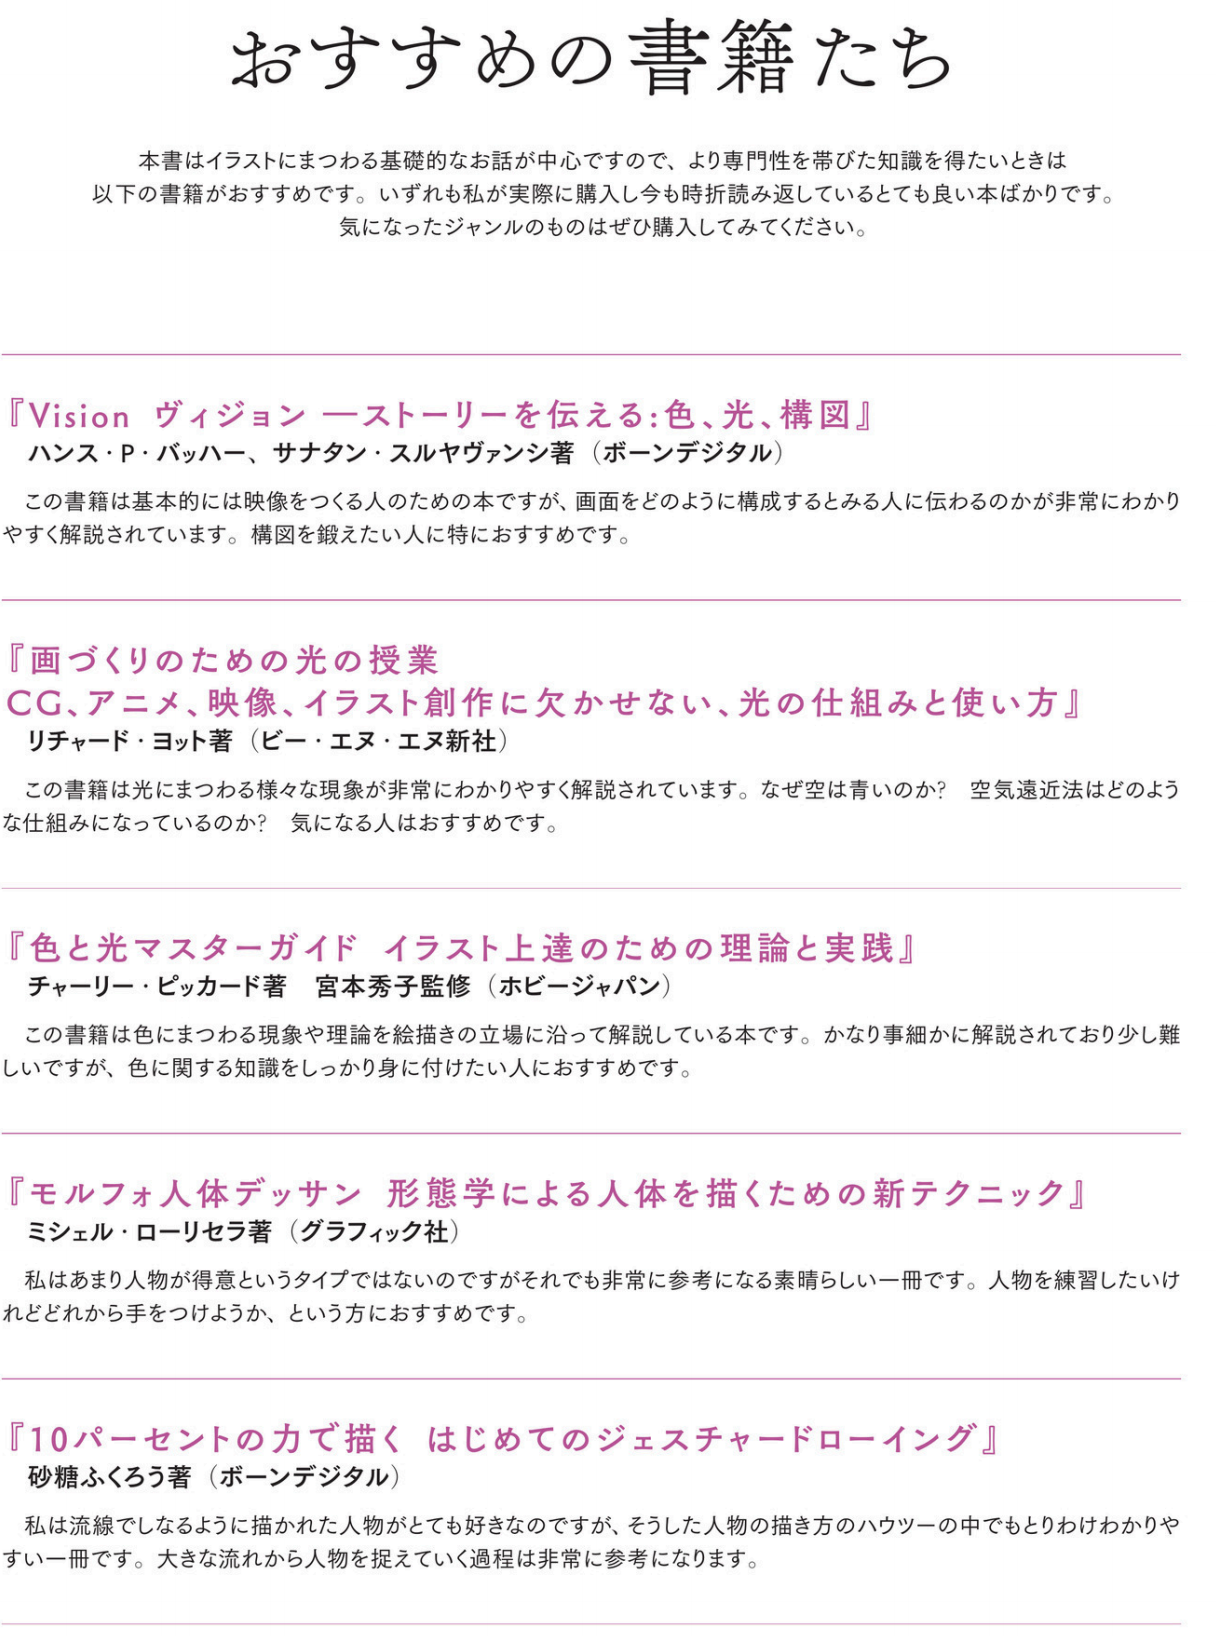 おすすめの書籍たち
本書はイラストにまつわる基礎的なお話が中心ですので、より専門性を帯びた知識を得たいときは
以下の書籍がおすすめです。いずれも私が実際に購入し今も時折読み返しているとても良い本ばかりです。
気になったジャンルのものはぜひ購入してみてください。
『Vision ヴィジョン ―ストーリーを伝える:色、光、構図』
ハンス・P・バッハー、サナタン・スルヤヴァンシ著（ボーンデジタル）
この書籍は基本的には映像をつくる人のための本ですが、画面をどのように構成するとみる人に伝わるのかが非常にわかり
やすく解説されています。構図を鍛えたい人に特におすすめです。
『画づくりのための光の授業
CG、アニメ、映像、イラスト創作に欠かせない、光の仕組みと使い方』
リチャード・ヨット著（ビー・エヌ・エヌ新社）
この書籍は光にまつわる様々な現象が非常にわかりやすく解説されています。なぜ空は青いのか?　空気遠近法はどのよう
な仕組みになっているのか?　気になる人はおすすめです。
『色と光マスターガイド イラスト上達のための理論と実践』
チャーリー・ピッカード著　宮本秀子監修（ホビージャパン）
この書籍は色にまつわる現象や理論を絵描きの立場に沿って解説している本です。かなり事細かに解説されており少し難
しいですが、色に関する知識をしっかり身に付けたい人におすすめです。
『モルフォ人体デッサン 形態学による人体を描くための新テクニック』
ミシェル・ローリセラ著（グラフィック社）
私はあまり人物が得意というタイプではないのですがそれでも非常に参考になる素晴らしい一冊です。人物を練習したいけ
れどどれから手をつけようか、という方におすすめです。
『10パーセントの力で描く はじめてのジェスチャードローイング』
砂糖ふくろう著（ボーンデジタル）
私は流線でしなるように描かれた人物がとても好きなのですが、そうした人物の描き方のハウツーの中でもとりわけわかりや
すい一冊です。大きな流れから人物を捉えていく過程は非常に参考になります。